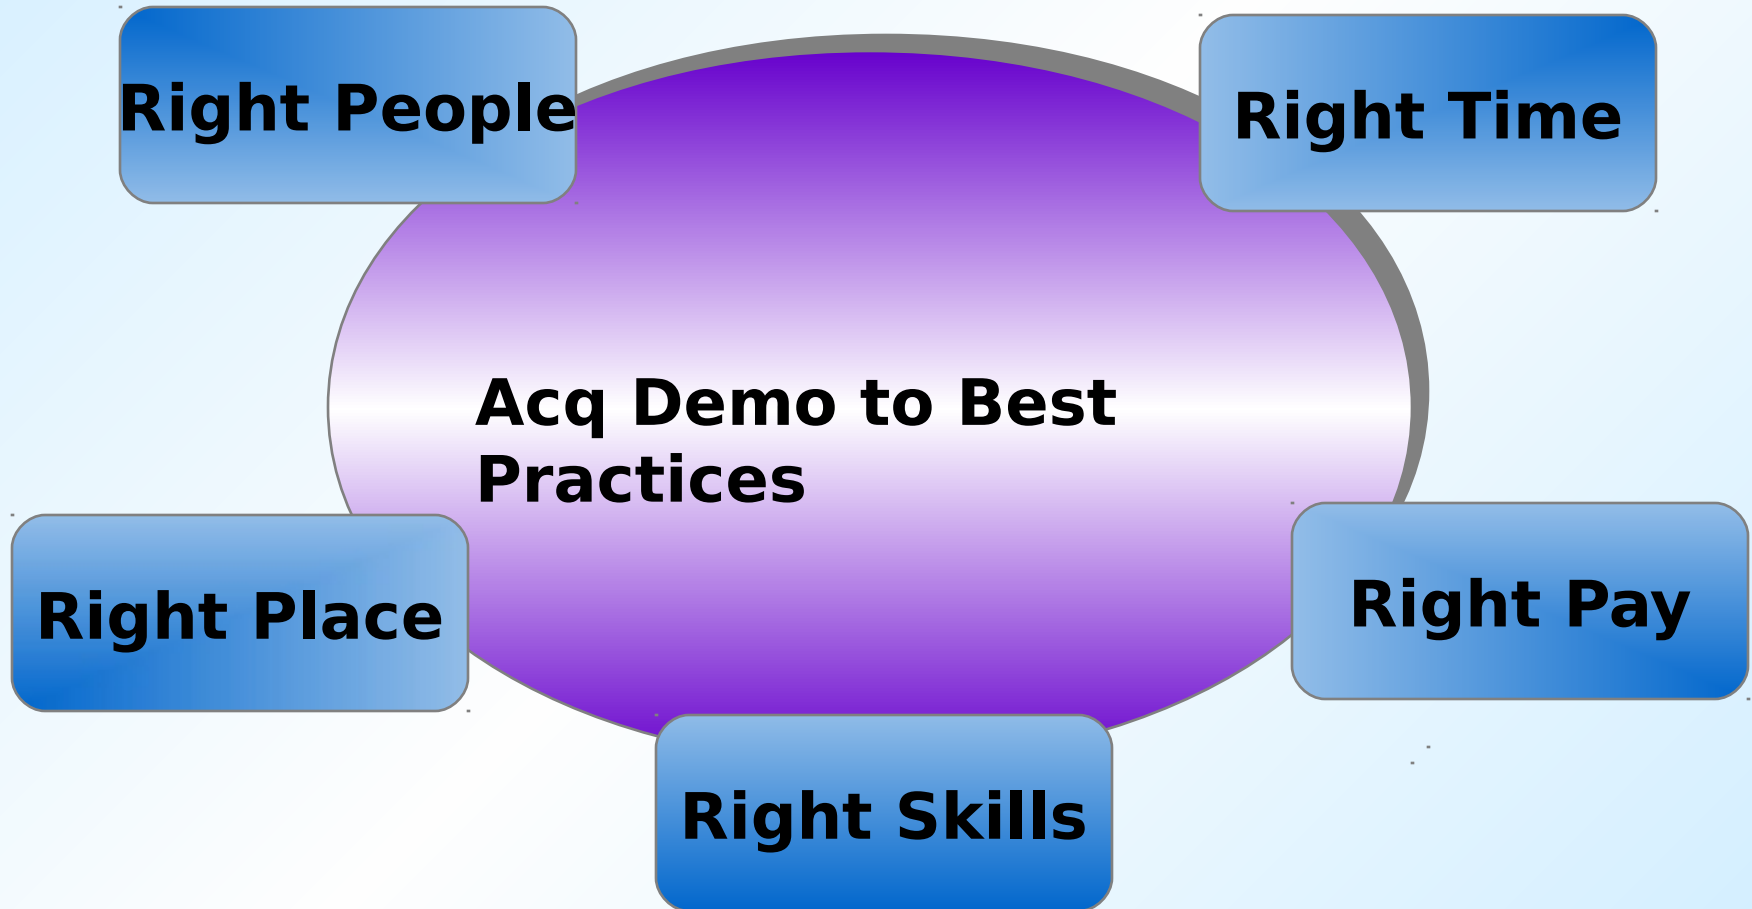 Right People
Right Time
Acq Demo to Best
Practices
Right Place
Right Pay
Right Skills